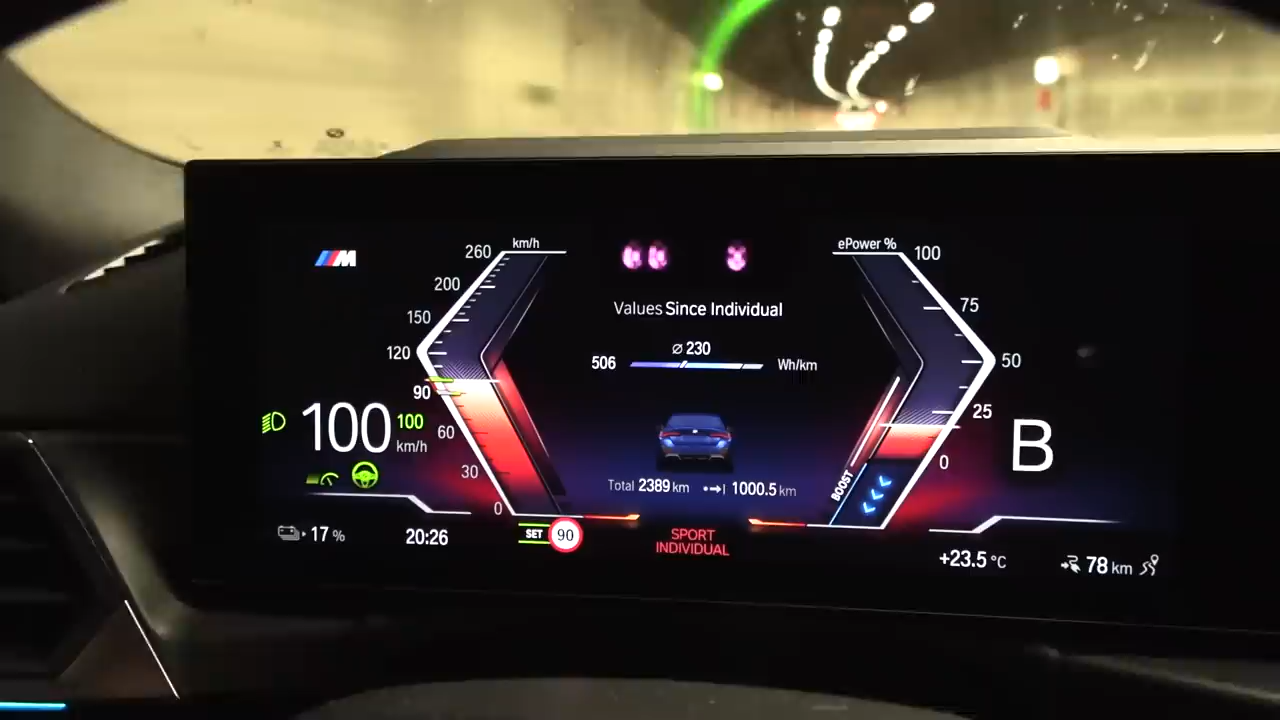 M
260
km/h
200
150
120
90
60
30
0
100
100
km/h
17 %
20:26
SET
90
Values Since Individual
Ø 230
506
Wh/km
Total 2389 km
1000.5 km
SPORT
INDIVIDUAL
ePower %
100
75
50
25
0
BOOST
B
+23.5 °C
78 km